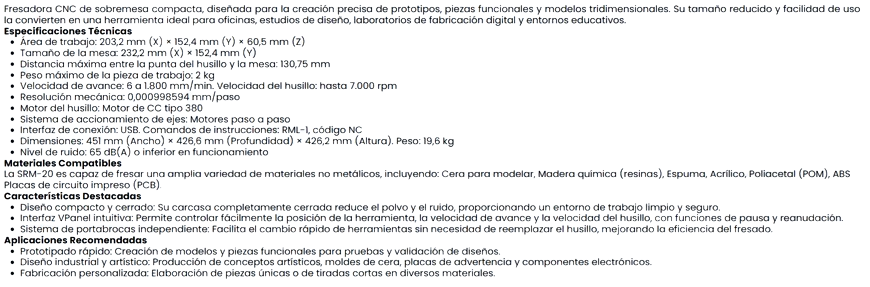 Fresadora CNC de sobremesa compacta, diseñada para la creación precisa de prototipos, piezas funcionales y modelos tridimensionales. Su tamaño reducido y facilidad de uso
la convierten en una herramienta ideal para oficinas, estudios de diseño, laboratorios de fabricación digital y entornos educativos.
Especificaciones Técnicas
• Área de trabajo: 203,2 mm (X) × 152,4 mm (Y) × 60,5 mm (Z)
• Tamaño de la mesa: 232,2 mm (X) × 152,4 mm (Y)
• Distancia máxima entre la punta del husillo y la mesa: 130,75 mm
• Peso máximo de la pieza de trabajo: 2 kg
• Velocidad de avance: 6 a 1.800 mm/min. Velocidad del husillo: hasta 7.000 rpm
• Resolución mecánica: 0,000998594 mm/paso
• Motor del husillo: Motor de CC tipo 380
• Sistema de accionamiento de ejes: Motores paso a paso
• Interfaz de conexión: USB. Comandos de instrucciones: RML-1, código NC
• Dimensiones: 451 mm (Ancho) × 426,6 mm (Profundidad) × 426,2 mm (Altura). Peso: 19,6 kg
• Nivel de ruido: 65 dB(A) o inferior en funcionamiento
Materiales Compatibles
La SRM-20 es capaz de fresar una amplia variedad de materiales no metálicos, incluyendo: Cera para modelar, Madera química (resinas), Espuma, Acrílico, Poliacetal (POM), ABS
Placas de circuito impreso (PCB).
Características Destacadas
• Diseño compacto y cerrado: Su carcasa completamente cerrada reduce el polvo y el ruido, proporcionando un entorno de trabajo limpio y seguro.
• Interfaz VPanel intuitiva: Permite controlar fácilmente la posición de la herramienta, la velocidad de avance y la velocidad del husillo, con funciones de pausa y reanudación.
• Sistema de portabrocas independiente: Facilita el cambio rápido de herramientas sin necesidad de reemplazar el husillo, mejorando la eficiencia del fresado.
Aplicaciones Recomendadas
• Prototipado rápido: Creación de modelos y piezas funcionales para pruebas y validación de diseños.
• Diseño industrial y artístico: Producción de conceptos artísticos, moldes de cera, placas de advertencia y componentes electrónicos.
• Fabricación personalizada: Elaboración de piezas únicas o de tiradas cortas en diversos materiales.